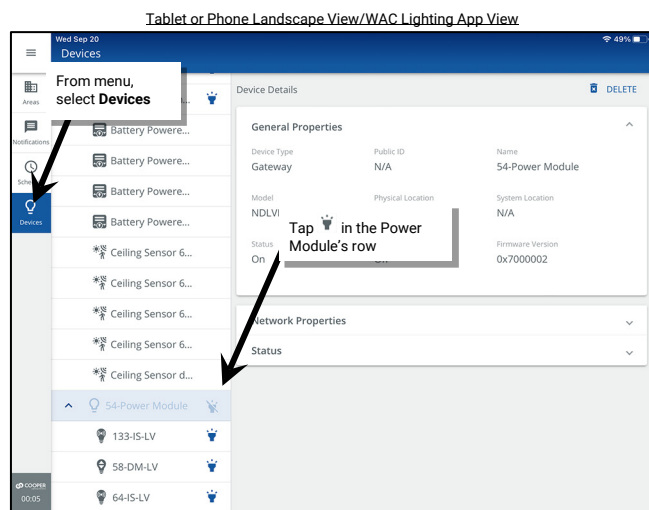 Tablet or Phone Landscape View/WAC Lighting App View
Wed Sep 20
49%
Devices
From menu,
select Devices
Areas
Notifications
Sche
Devices
Battery Powere...
Battery Powere...
Battery Powere...
Battery Powere...
Ceiling Sensor 6...
Ceiling Sensor 6...
Ceiling Sensor 6...
Ceiling Sensor 6...
Ceiling Sensor d...
54-Power Module
133-IS-LV
58-DM-LV
64-IS-LV
COOPER
00:05
Device Details
DELETE
General Properties
Device Type
Public ID
Name
Gateway
N/A
54-Power Module
Model
Physical Location
System Location
NDLV
N/A
Tap in the Power
Module's row
Status
Firmware Version
On
0x7000002
Network Properties
Status